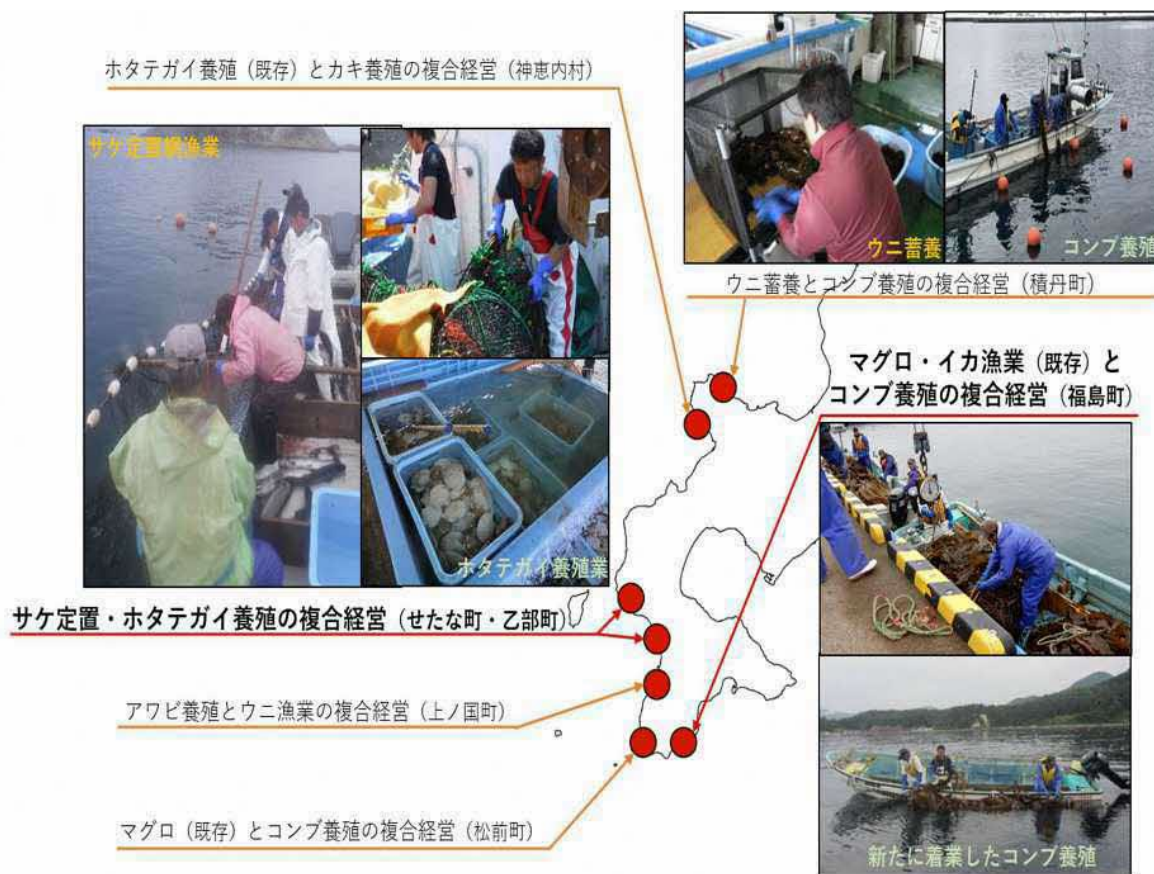 ホタテガイ養殖（既存）とカキ養殖の複合経営（神恵内村）
サケ定置網漁業
ホタテガイ養殖業
ウニ蓄養
コンブ養殖
ウニ蓄養とコンブ養殖の複合経営（積丹町）
マグロ・イカ漁業（既存）と
コンブ養殖の複合経営（福島町）
サケ定置・ホタテガイ養殖の複合経営（せたな町・乙部町）
アワビ養殖とウニ漁業の複合経営（上ノ国町）
マグロ（既存）とコンブ養殖の複合経営（松前町）
新たに着業したコンブ養殖